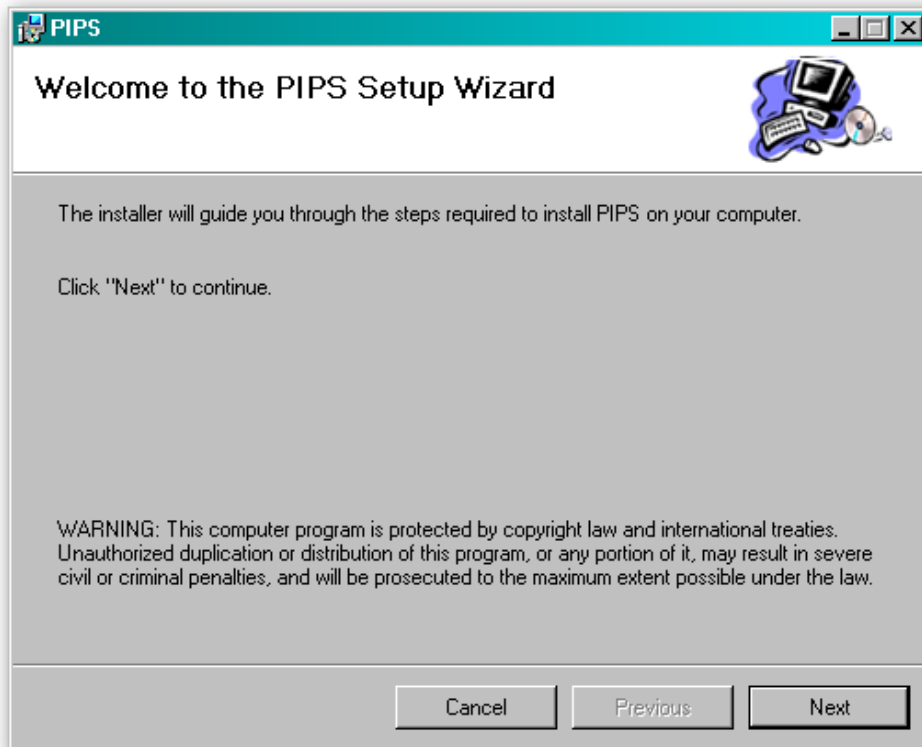 PIPS
Welcome to the PIPS Setup Wizard
The installer will guide you through the steps required to install PIPS on your computer.
Click "Next" to continue.
WARNING: This computer program is protected by copyright law and international treaties.
Unauthorized duplication or distribution of this program, or any portion of it, may result in severe
civil or criminal penalties, and will be prosecuted to the maximum extent possible under the law.
Cancel
Previous
Next